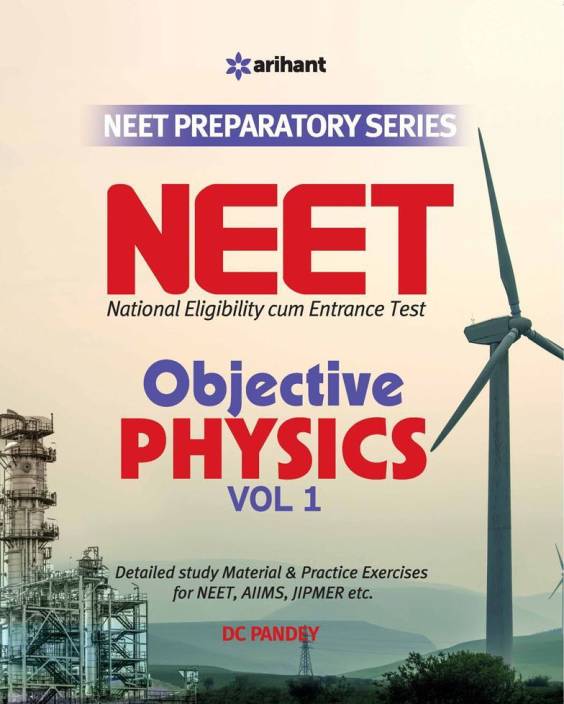 arihant
NEET PREPARATORY SERIES
NEET
National Eligibility cum Entrance Test
Objective
PHYSICS
VOL 1
Detailed study Material & Practice Exercises
for NEET, AIIMS, JIPMER etc.
DC PANDEY